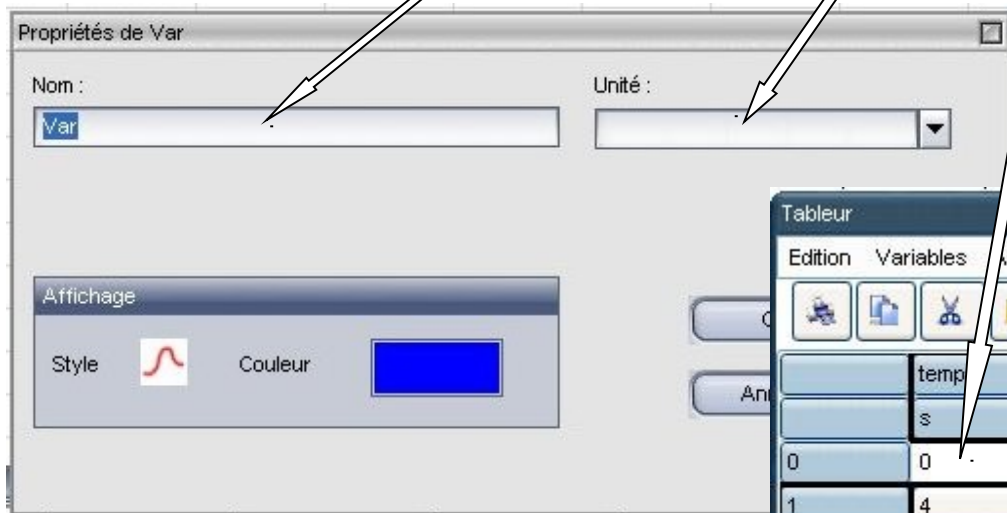 Propriétés de Var
Nom :
Unité :
Var
Affichage
Style
Couleur
Tableur
Edition Variables
s
0 0
1 4